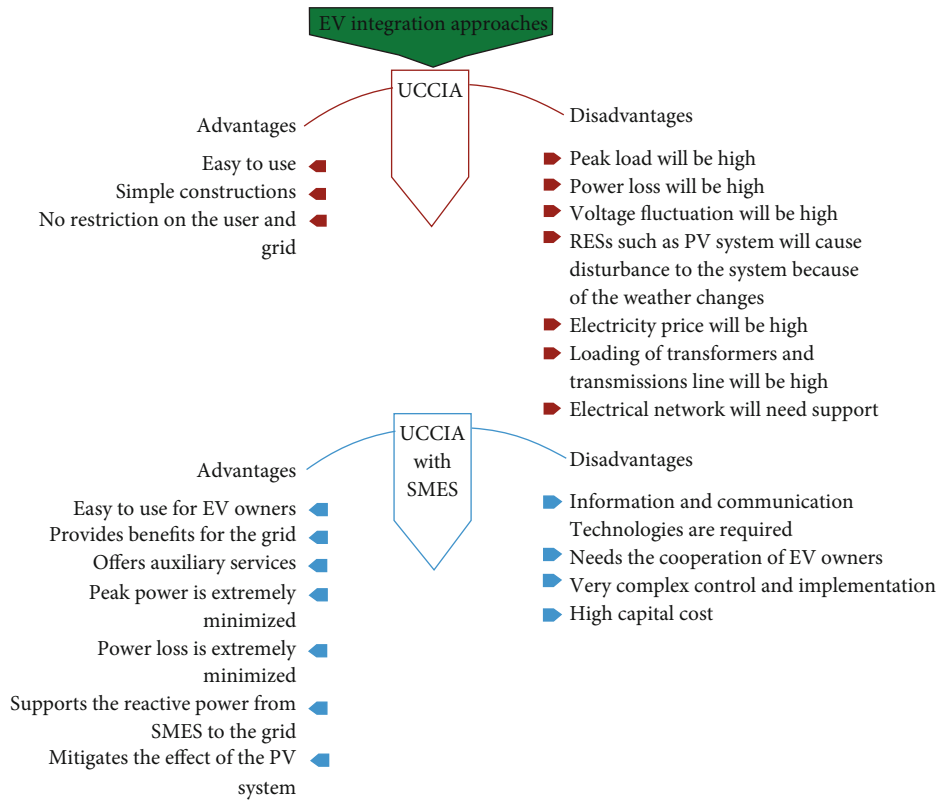 EV integration approaches
UCCIA
Advantages
Easy to use
Simple constructions
No restriction on the user and
grid
Disadvantages
Peak load will be high
Power loss will be high
Voltage fluctuation will be high
RESs such as PV system will cause
disturbance to the system because
of the weather changes
Electricity price will be high
Loading of transformers and
transmissions line will be high
Electrical network will need support
UCCIA
with
SMES
Advantages
Easy to use for EV owners
Provides benefits for the grid
Offers auxiliary services
Peak power is extremely
minimized
Power loss is extremely
minimized
Supports the reactive power from
SMES to the grid
Mitigates the effect of the PV
system
Disadvantages
Information and communication
Technologies are required
Needs the cooperation of EV owners
Very complex control and implementation
High capital cost